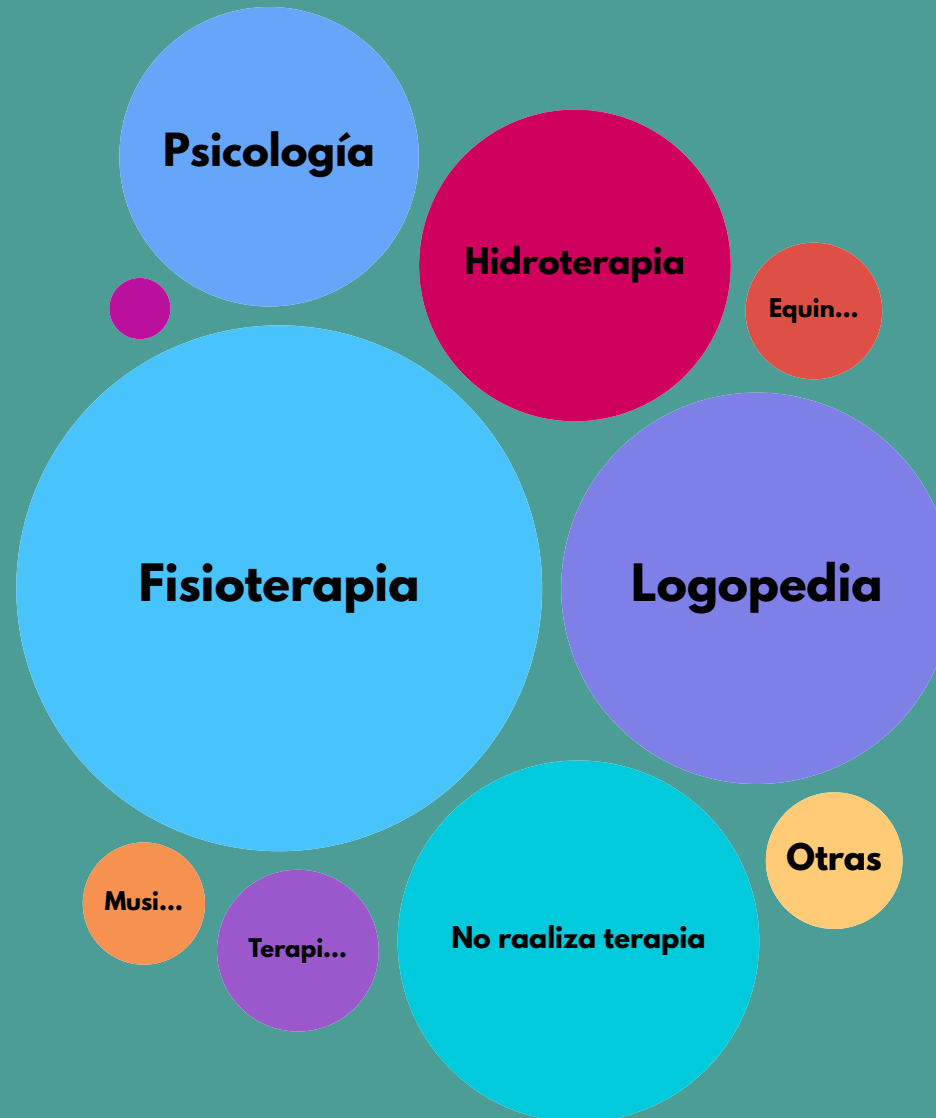 Psicología
Hidroterapia
Equin...
Fisioterapia
Logopedia
Otras
Musi...
Terapi...
No raaliza terapia